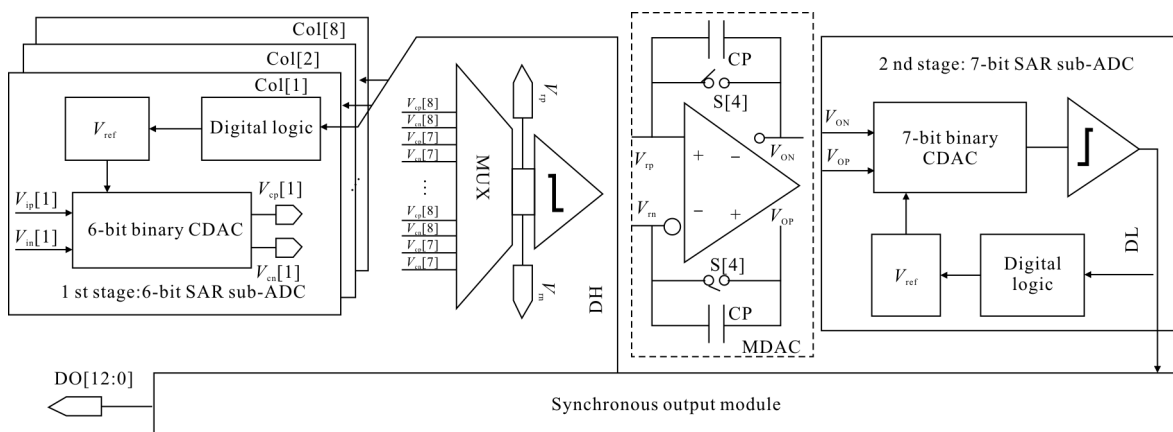 Col[8]
Col[2]
Col[1]
Vref
Digital logic
Vip[1]
Vin[1]
6-bit binary CDAC
Vcp[1]
Vcn[1]
1 st stage:6-bit SAR sub-ADC
Vcp[8]
Vcn[8]
Vcp[7]
Vcn[7]
...
Vcp[8]
Vcn[8]
Vcp[7]
Vcn[7]
MUX
Vrp
Vrn
DH
CP
S[4]
Vrp
Vrn
+
−
−
+
VON
VOP
S[4]
CP
MDAC
2 nd stage: 7-bit SAR sub-ADC
VON
VOP
7-bit binary
CDAC
Vref
Digital
logic
DL
DO[12:0]
Synchronous output module